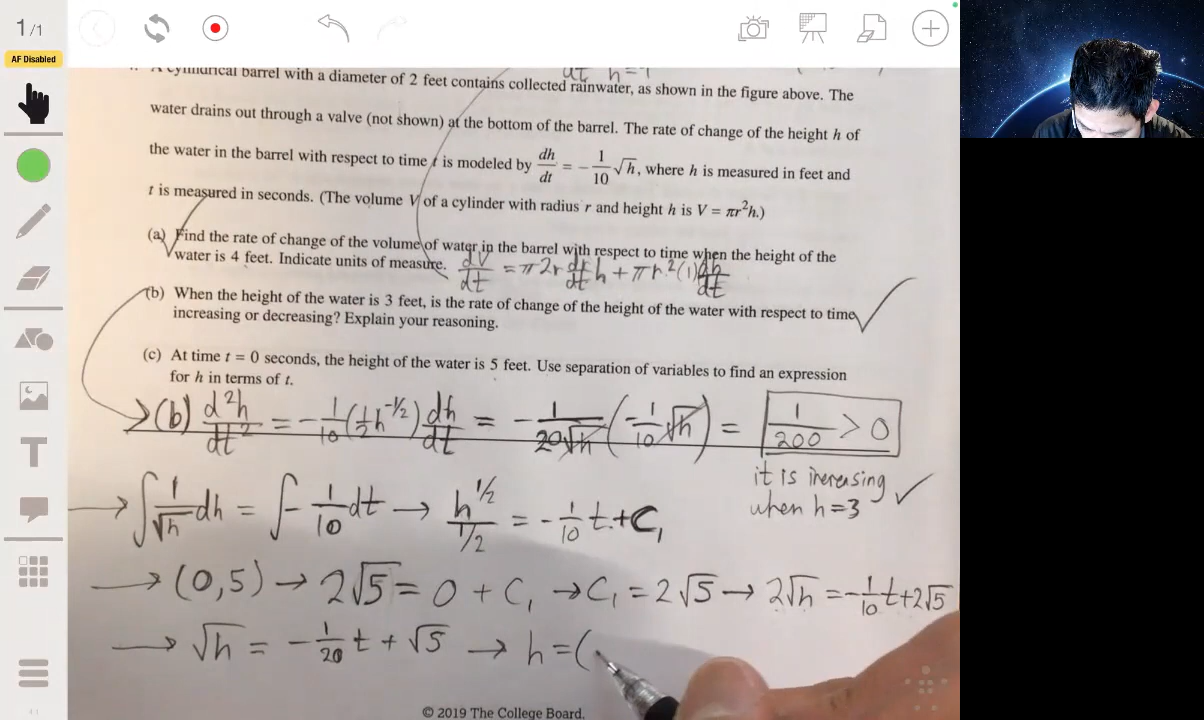 1/1
AF Disabled
dt h=4
A cylindrical barrel with a diameter of 2 feet contains collected rainwater, as shown in the figure above. The
water drains out through a valve (not shown) at the bottom of the barrel. The rate of change of the height h of
the water in the barrel with respect to time t is modeled by dh/dt = -1/10 √h, where h is measured in feet and
t is measured in seconds. (The volume V of a cylinder with radius r and height h is V = πr²h.)
(a) Find the rate of change of the volume of water in the barrel with respect to time when the height of the
water is 4 feet. Indicate units of measure. dV/dt = π2r dr/dt h + πr²(1)dh/dt
(b) When the height of the water is 3 feet, is the rate of change of the height of the water with respect to time
increasing or decreasing? Explain your reasoning.
(c) At time t = 0 seconds, the height of the water is 5 feet. Use separation of variables to find an expression
for h in terms of t.
(b) d²h/dt² = -1/10(1/2 h^-1/2) dh/dt = -1/20√h (-1/10 √h) = 1/200 > 0
it is increasing
when h=3
→ ∫1/√h dh = ∫-1/10 dt → h^1/2 / 1/2 = -1/10 t + C₁
→ (0,5) → 2√5 = 0 + C₁ → C₁ = 2√5 → 2√h = -1/10 t + 2√5
→ √h = -1/20 t + √5 → h = (
© 2019 The College Board.
T